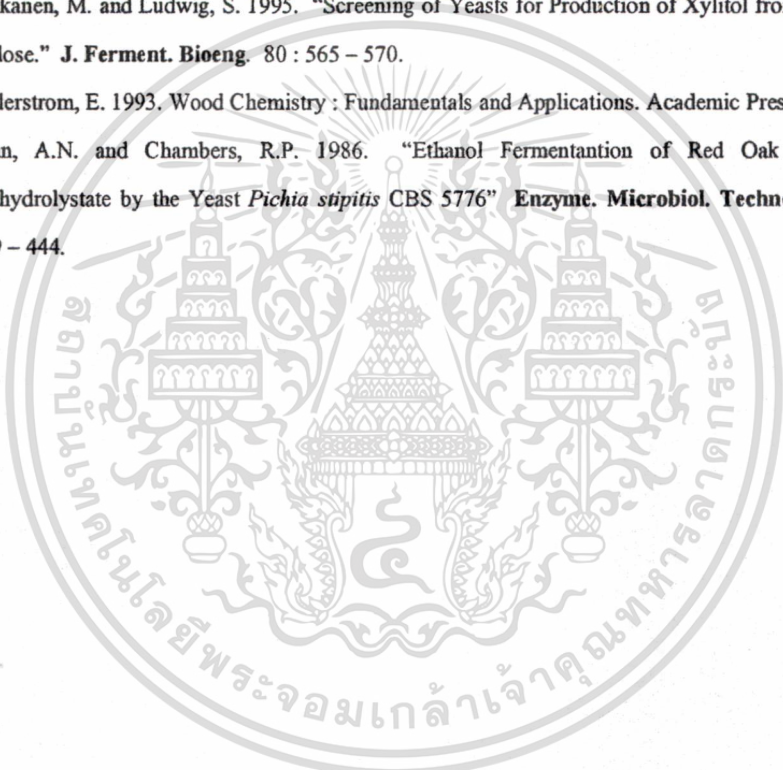 kanen, M. and Ludwig, S. 1995. “Screening of Yeasts for Production of Xylitol fro
lose.” J. Ferment. Bioeng. 80 : 565 – 570.
lerstrom, E. 1993. Wood Chemistry : Fundamentals and Applications. Academic Pres
n, A.N. and Chambers, R.P. 1986. “Ethanol Fermentantion of Red Oak
hydrolystate by the Yeast Pichia stipitis CBS 5776” Enzyme. Microbiol. Techn
– 444.
สถาบันเทคโนโลยีพระจอมเกล้าเจ้าคุณทหารลาดกระบัง